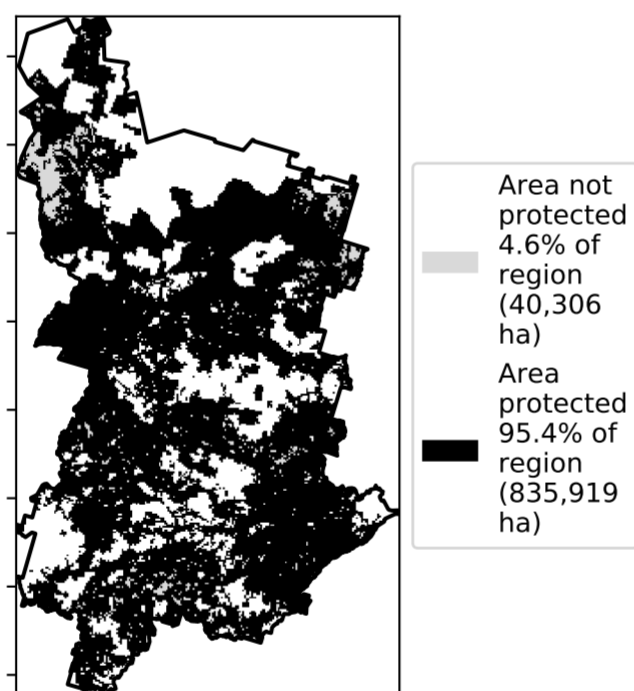 Area not
protected
4.6% of
region
(40,306
ha)
Area
protected
95.4% of
region
(835,919
ha)